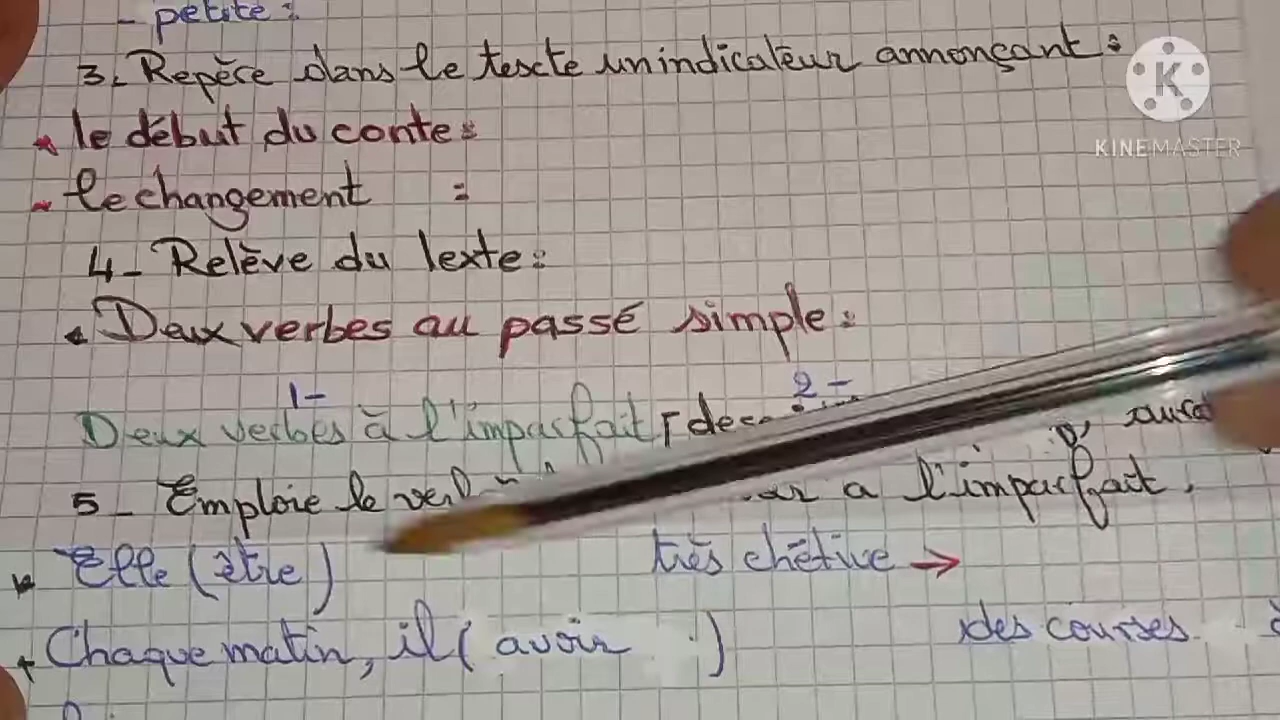 - petite :
3- Repère dans le texte un indicateur annonçant :
* le début du conte :
- le changement :
4- Relève du texte :
Deux verbes au passé simple :
1- 2-
Deux verbes à l'imparfait
5- Emploie le à l'imparfait.
Elle (être) très chétive →
+ Chaque matin, il (avoir ) des courses
K
KINEMASTER